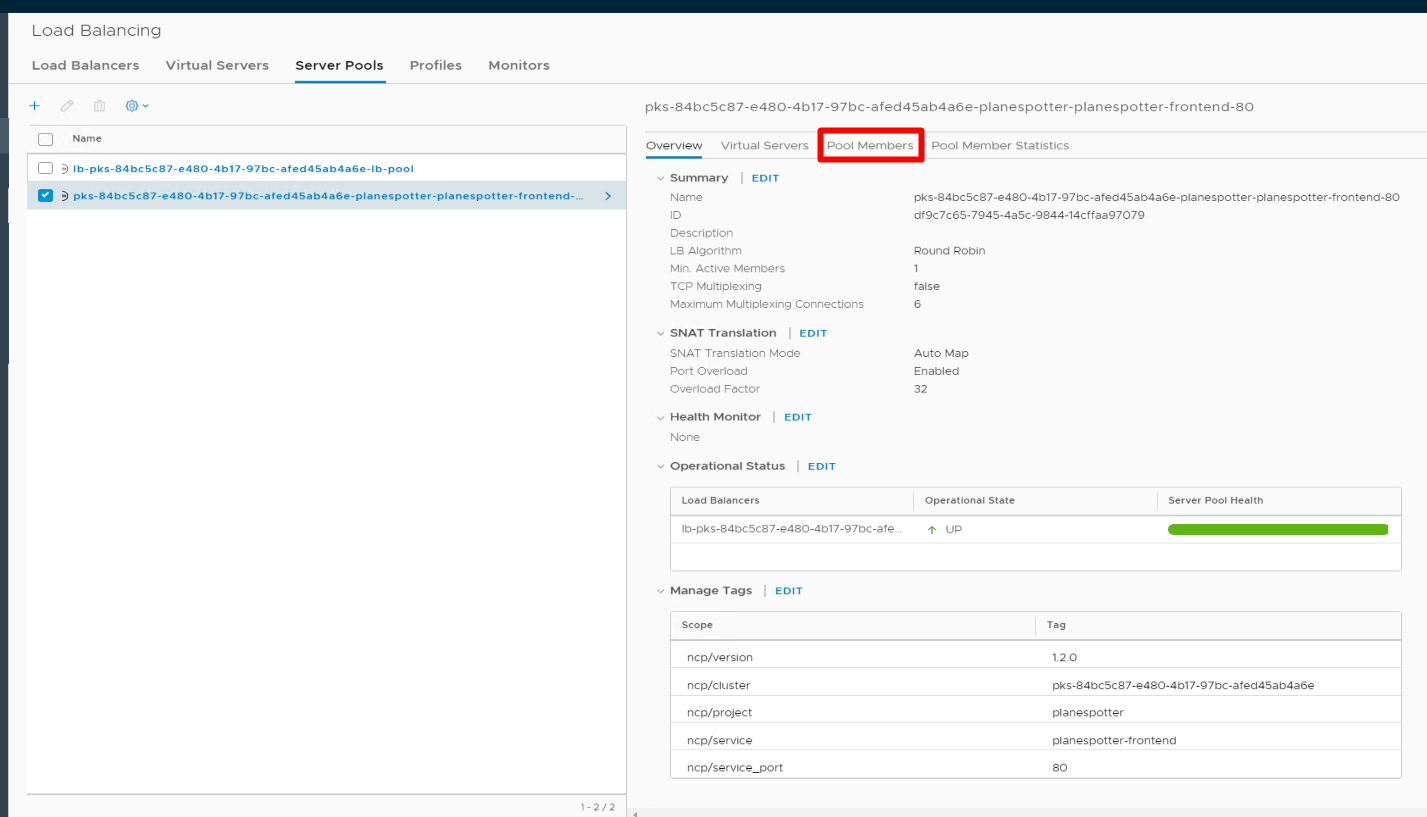 Load Balancing
Load Balancers Virtual Servers Server Pools Profiles Monitors
Name
lb-pks-84bc5c87-e480-4b17-97bc-afed45ab4a6e-lb-pool
pks-84bc5c87-e480-4b17-97bc-afed45ab4a6e-planespotter-planespotter-frontend-...
1 - 2 / 2
pks-84bc5c87-e480-4b17-97bc-afed45ab4a6e-planespotter-planespotter-frontend-80
Overview Virtual Servers Pool Members Pool Member Statistics
Summary | EDIT
Name pks-84bc5c87-e480-4b17-97bc-afed45ab4a6e-planespotter-planespotter-frontend-80
ID df9c7c65-7945-4a5c-9844-14cffaa97079
Description
LB Algorithm Round Robin
Min. Active Members 1
TCP Multiplexing false
Maximum Multiplexing Connections 6
SNAT Translation | EDIT
SNAT Translation Mode Auto Map
Port Overload Enabled
Overload Factor 32
Health Monitor | EDIT
None
Operational Status | EDIT
Load Balancers Operational State Server Pool Health
lb-pks-84bc5c87-e480-4b17-97bc-afe... UP
Manage Tags | EDIT
Scope Tag
ncp/version 1.2.0
ncp/cluster pks-84bc5c87-e480-4b17-97bc-afed45ab4a6e
ncp/project planespotter
ncp/service planespotter-frontend
ncp/service_port 80